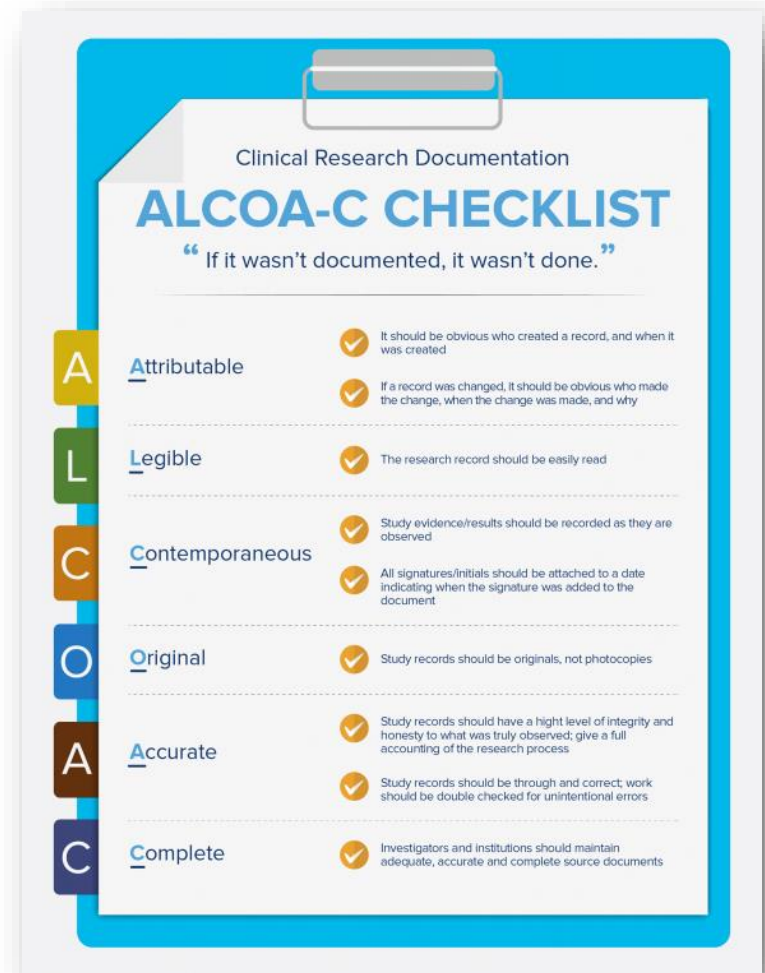 Clinical Research Documentation
ALCOA-C CHECKLIST
“ If it wasn’t documented, it wasn’t done.”
A
Attributable
It should be obvious who created a record, and when it
was created
If a record was changed, it should be obvious who made
the change, when the change was made, and why
L
Legible
The research record should be easily read
C
Contemporaneous
Study evidence/results should be recorded as they are
observed
All signatures/initials should be attached to a date
indicating when the signature was added to the
document
O
Original
Study records should be originals, not photocopies
A
Accurate
Study records should have a hight level of integrity and
honesty to what was truly observed; give a full
accounting of the research process
Study records should be through and correct; work
should be double checked for unintentional errors
C
Complete
Investigators and institutions should maintain
adequate, accurate and complete source documents